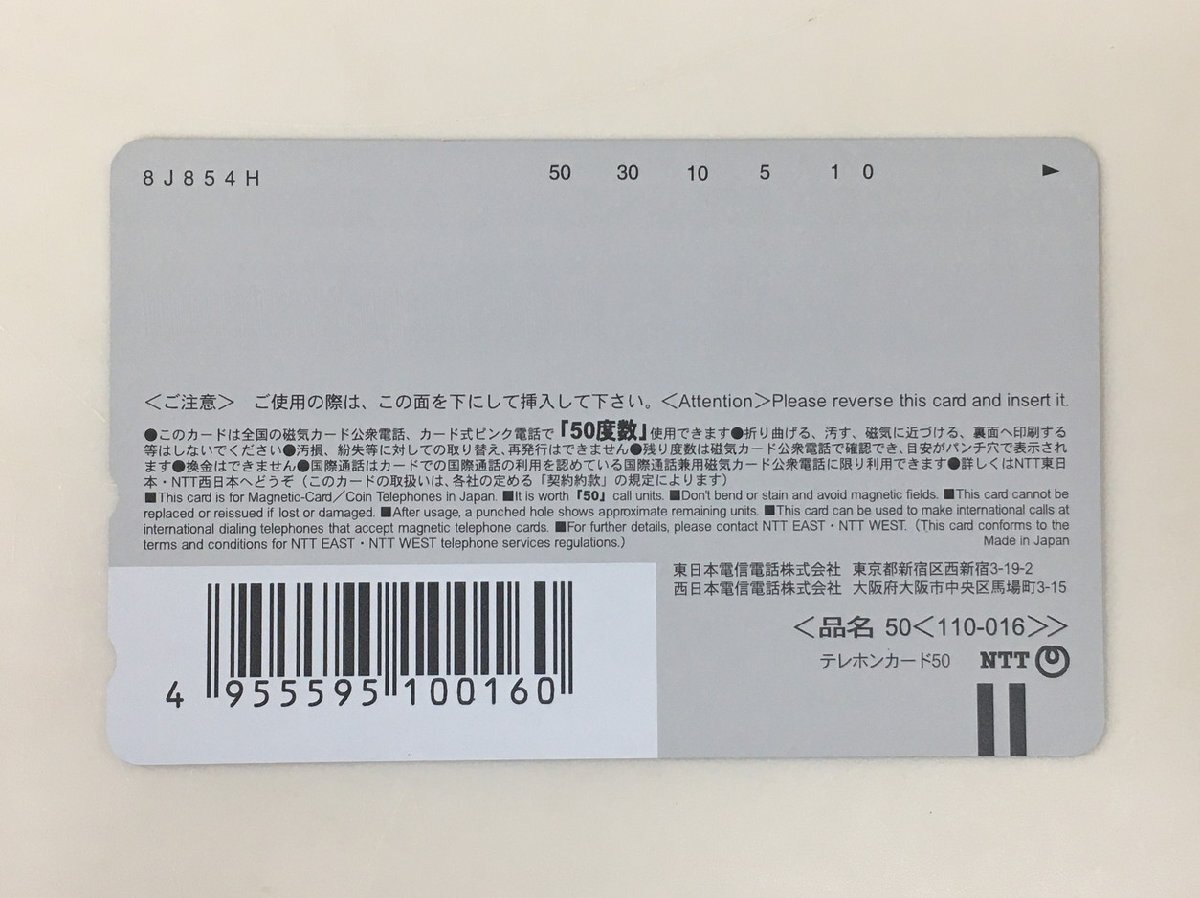 8J854H 50 30 10 5 1 0
<ご注意> ご使用の際は、この面を下にして挿入して下さい。<Attention>Please reverse this card and insert it.
●このカードは全国の磁気カード公衆電話、カード式ピンク電話で『50度数』使用できます●折り曲げる、汚す、磁気に近づける、裏面へ印刷する
等はしないでください●汚損、紛失等に対しての取り替え、再発行はできません●残り度数は磁気カード公衆電話で確認でき、目安がパンチ穴で表示され
ます●換金はできません●国際通話はカードでの国際通話の利用を認めている国際通話兼用磁気カード公衆電話に限り利用できます●詳しくはNTT東日
本・NTT西日本へどうぞ(このカードの取扱いは、各社の定める「契約約款」の規定によります)
■This card is for Magnetic-Card/Coin Telephones in Japan. ■It is worth『50』call units. ■Don't bend or stain and avoid magnetic fields. ■This card cannot be
replaced or reissued if lost or damaged. ■After usage, a punched hole shows approximate remaining units. ■This card can be used to make international calls at
international dialing telephones that accept magnetic telephone cards. ■For further details, please contact NTT EAST・NTT WEST. (This card conforms to the
terms and conditions for NTT EAST・NTT WEST telephone services regulations.) Made in Japan
東日本電信電話株式会社 東京都新宿区西新宿3-19-2
西日本電信電話株式会社 大阪府大阪市中央区馬場町3-15
<品名 50<110-016>>
テレホンカード50 NTT
4 955595 100160